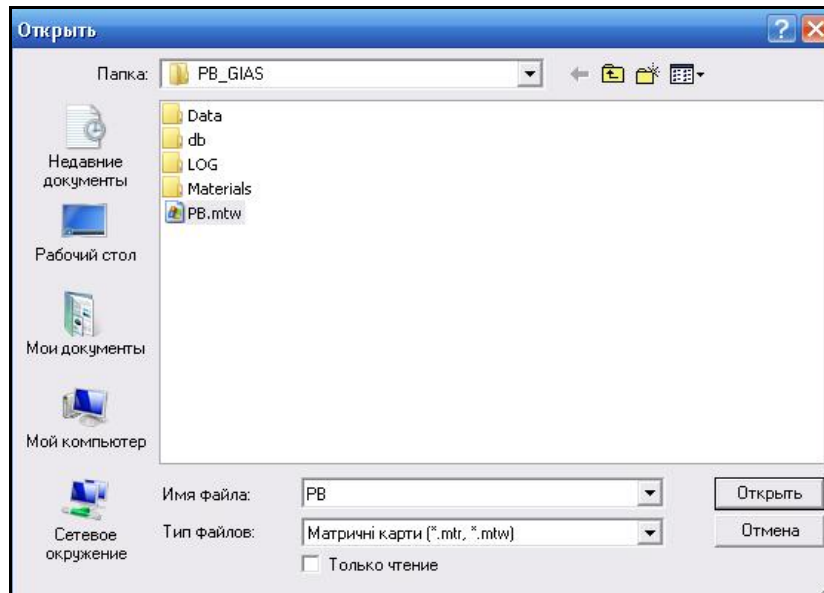 Открыть
Папка: PB_GIAS
Data
db
LOG
Materials
PB.mtw
Недавние
документы
Рабочий стол
Мои документы
Мой компьютер
Сетевое
окружение
Имя файла: PB Открыть
Тип файлов: Матричні карти (*.mtr, *.mtw) Отмена
Только чтение